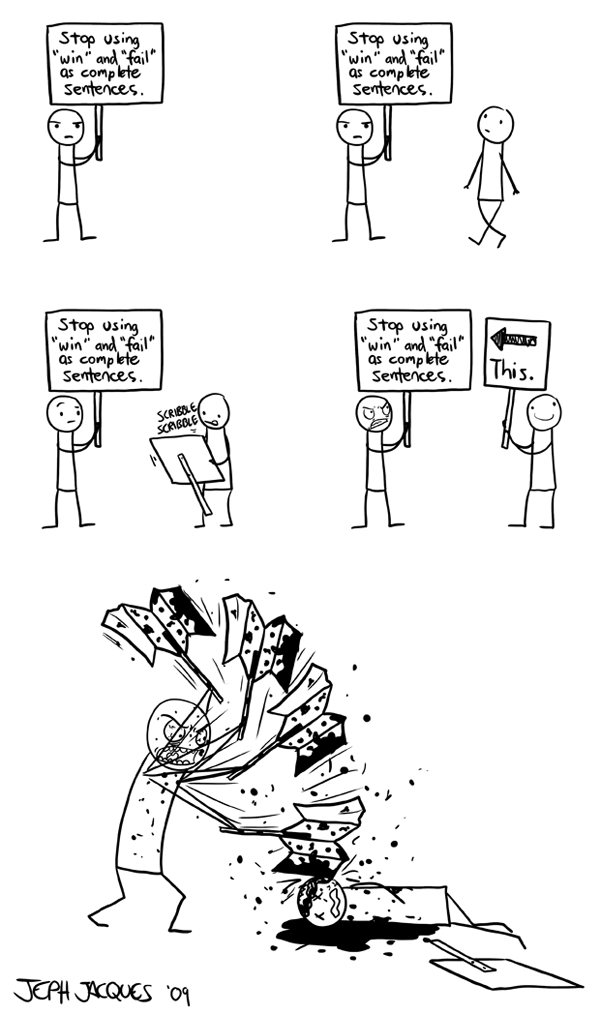 Stop using
"win" and "fail"
as complete
sentences.
Stop using
"win" and "fail"
as complete
sentences.
Stop using
"win" and "fail"
as complete
sentences.
SCRIBBLE
SCRIBBLE
Stop using
"win" and "fail"
as complete
sentences.
This.
JEPH JACQUES '09